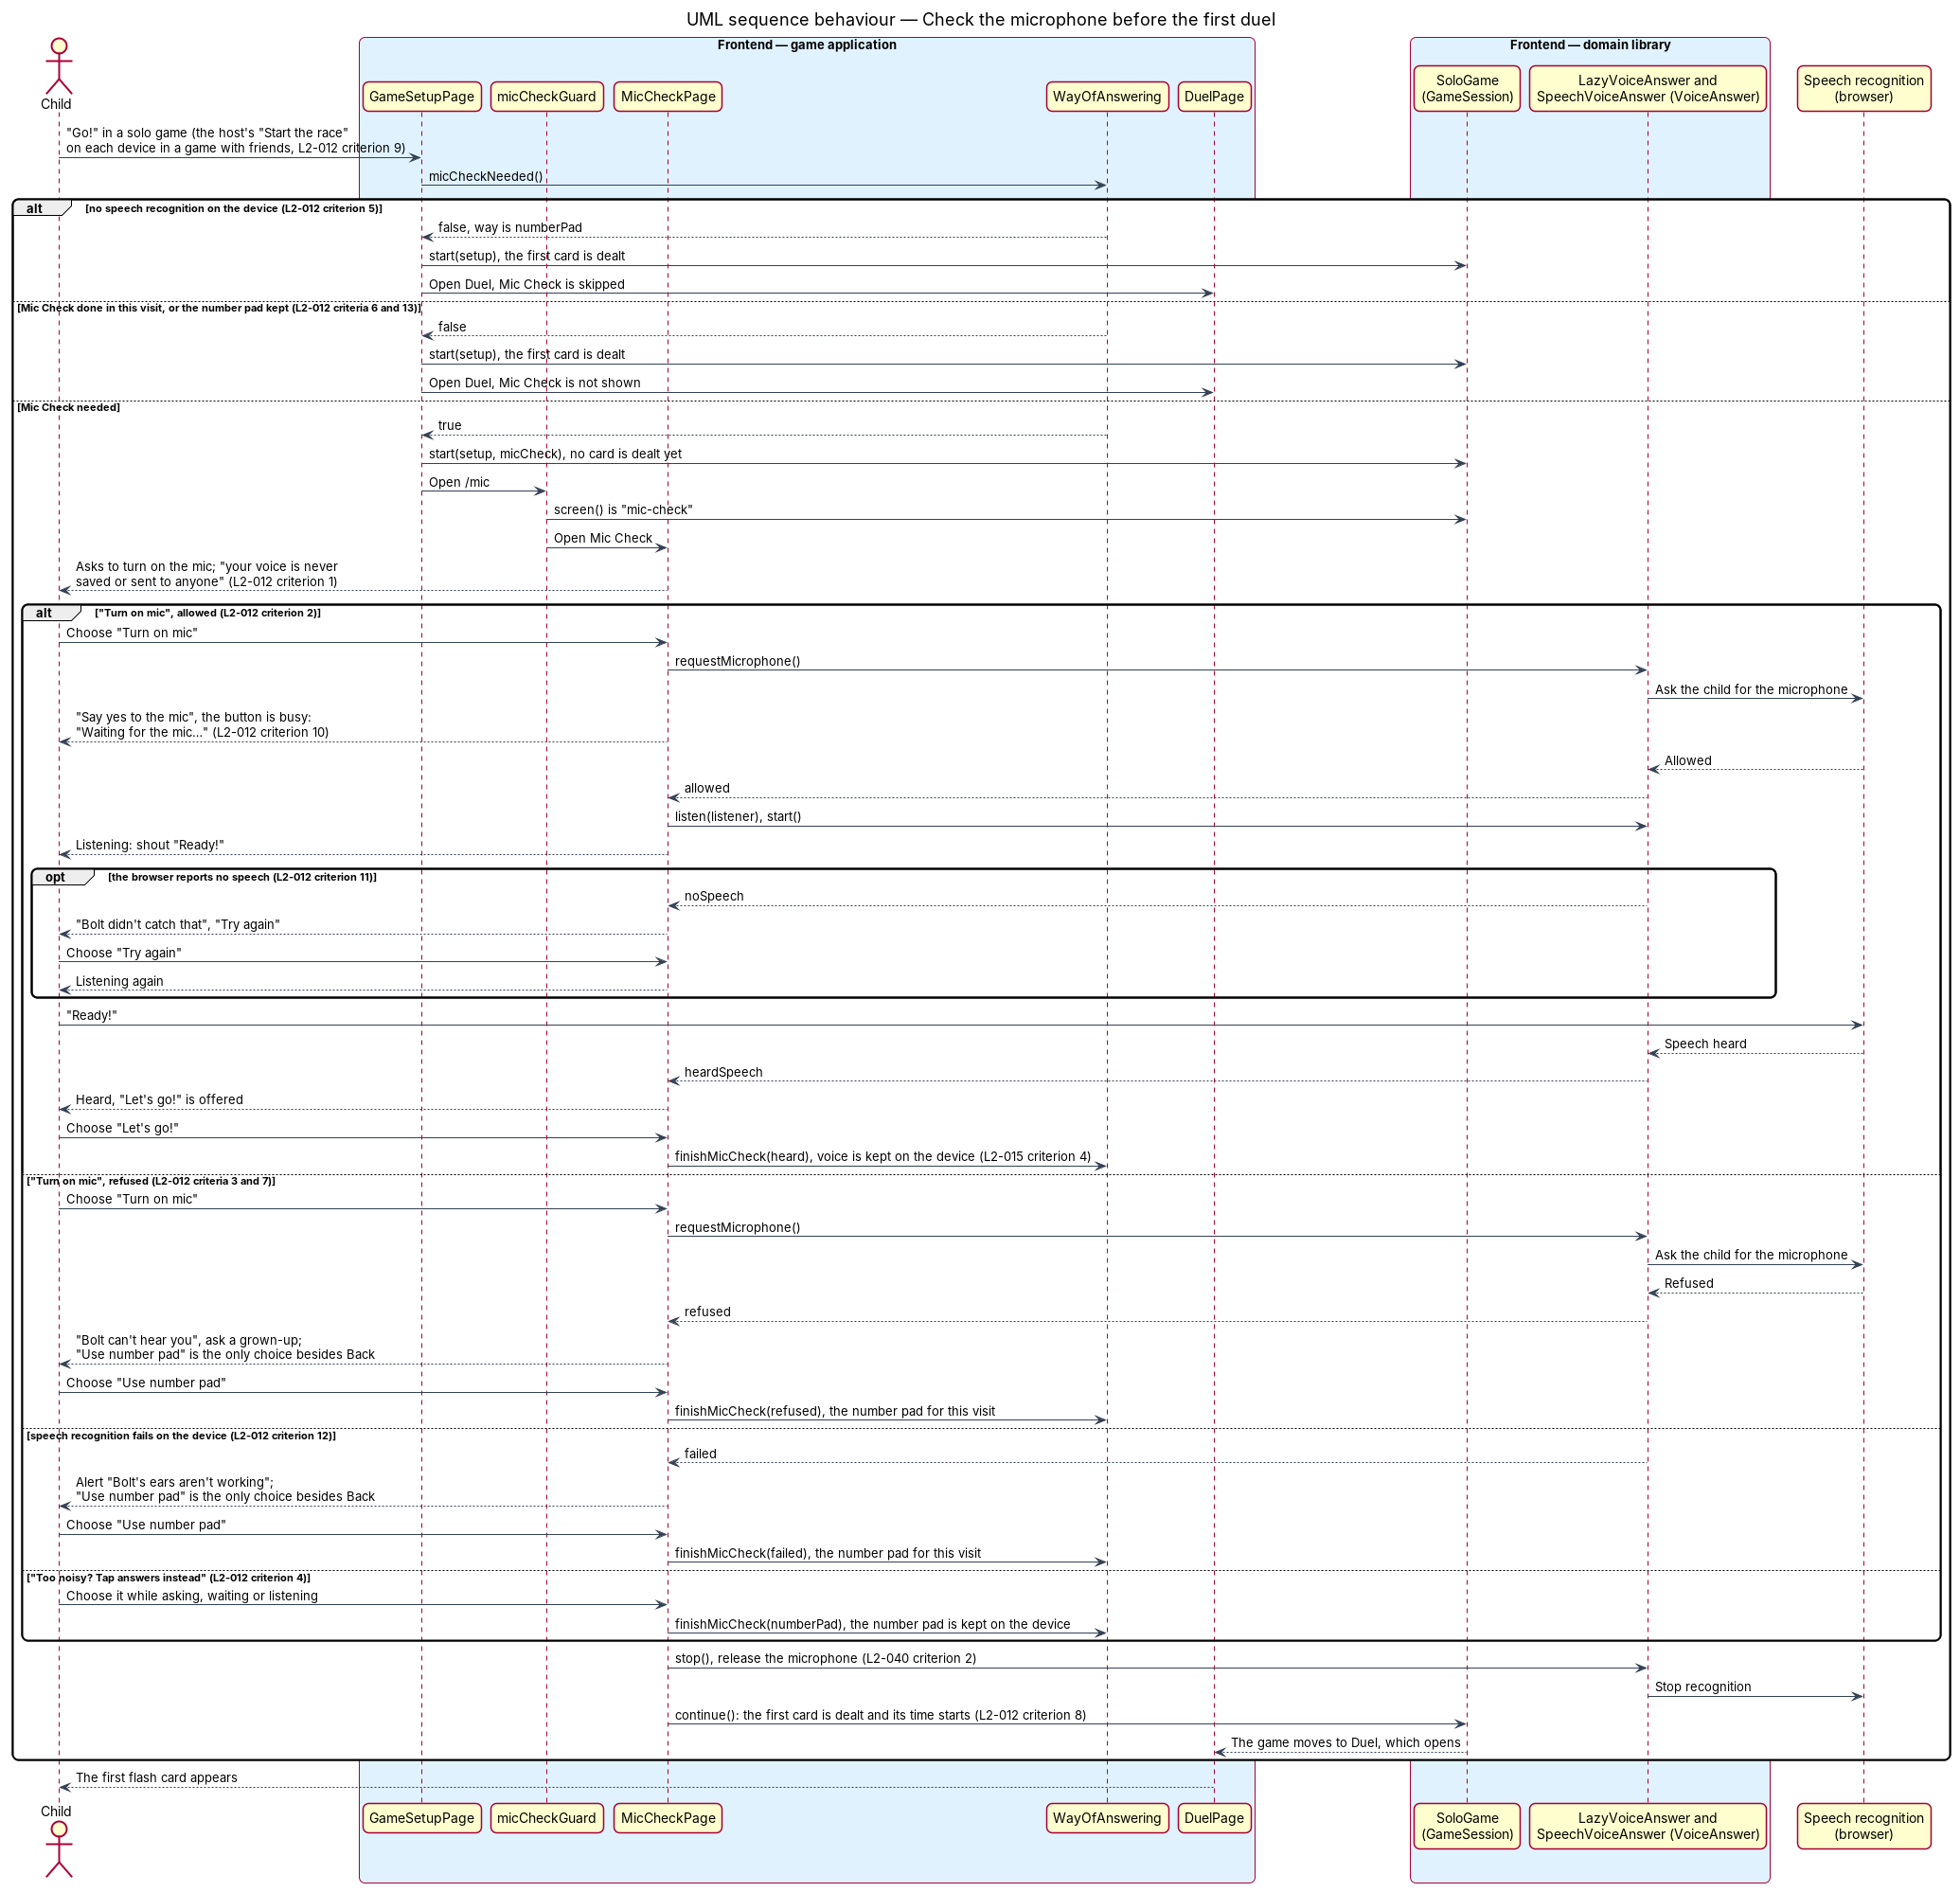 UML sequence behaviour — Check the microphone before the first duel
Frontend — game application
Frontend — domain library
Child
GameSetupPage
micCheckGuard
MicCheckPage
WayOfAnswering
DuelPage
SoloGame
(GameSession)
LazyVoiceAnswer and
SpeechVoiceAnswer (VoiceAnswer)
Speech recognition
(browser)
"Go!" in a solo game (the host's "Start the race"
on each device in a game with friends, L2-012 criterion 9)
micCheckNeeded()
alt
[no speech recognition on the device (L2-012 criterion 5)]
false, way is numberPad
start(setup), the first card is dealt
Open Duel, Mic Check is skipped
[Mic Check done in this visit, or the number pad kept (L2-012 criteria 6 and 13)]
false
start(setup), the first card is dealt
Open Duel, Mic Check is not shown
[Mic Check needed]
true
start(setup, micCheck), no card is dealt yet
Open /mic
screen() is "mic-check"
Open Mic Check
Asks to turn on the mic; "your voice is never
saved or sent to anyone" (L2-012 criterion 1)
alt
["Turn on mic", allowed (L2-012 criterion 2)]
Choose "Turn on mic"
requestMicrophone()
Ask the child for the microphone
"Say yes to the mic", the button is busy:
"Waiting for the mic…" (L2-012 criterion 10)
Allowed
allowed
listen(listener), start()
Listening: shout "Ready!"
opt
[the browser reports no speech (L2-012 criterion 11)]
noSpeech
"Bolt didn't catch that", "Try again"
Choose "Try again"
Listening again
"Ready!"
Speech heard
heardSpeech
Heard, "Let's go!" is offered
Choose "Let's go!"
finishMicCheck(heard), voice is kept on the device (L2-015 criterion 4)
["Turn on mic", refused (L2-012 criteria 3 and 7)]
Choose "Turn on mic"
requestMicrophone()
Ask the child for the microphone
Refused
refused
"Bolt can't hear you", ask a grown-up;
"Use number pad" is the only choice besides Back
Choose "Use number pad"
finishMicCheck(refused), the number pad for this visit
[speech recognition fails on the device (L2-012 criterion 12)]
failed
Alert "Bolt's ears aren't working";
"Use number pad" is the only choice besides Back
Choose "Use number pad"
finishMicCheck(failed), the number pad for this visit
["Too noisy? Tap answers instead" (L2-012 criterion 4)]
Choose it while asking, waiting or listening
finishMicCheck(numberPad), the number pad is kept on the device
stop(), release the microphone (L2-040 criterion 2)
Stop recognition
continue(): the first card is dealt and its time starts (L2-012 criterion 8)
The game moves to Duel, which opens
The first flash card appears
Child
GameSetupPage
micCheckGuard
MicCheckPage
WayOfAnswering
DuelPage
SoloGame
(GameSession)
LazyVoiceAnswer and
SpeechVoiceAnswer (VoiceAnswer)
Speech recognition
(browser)